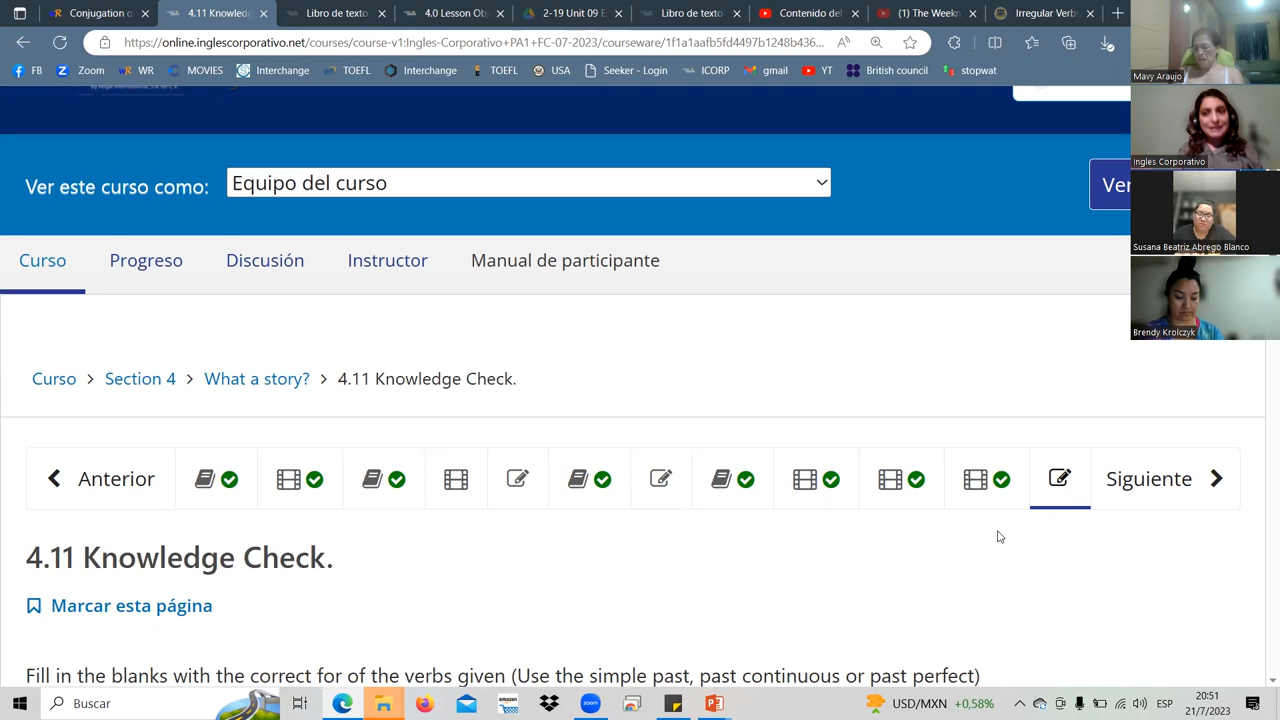 Conjugation o
4.11 Knowledg
Libro de texto
4.0 Lesson Obj
2-19 Unit 09 E
Libro de texto
Contenido del
(1) The Weekn
Irregular Verbs
https://online.inglescorporativo.net/courses/course-v1:Ingles-Corporativo+PA1+FC-07-2023/courseware/1f1a1aafb5fd4497b1248b436...
FB
Zoom
WR
MOVIES
Interchange
TOEFL
Interchange
TOEFL
USA
Seeker - Login
ICORP
gmail
YT
British council
stopwat
Mavy Araujo
Ingles Corporativo
Susana Beatriz Abrego Blanco
Brendy Krolczyk
Ver este curso como:
Equipo del curso
Ver
Curso
Progreso
Discusión
Instructor
Manual de participante
Curso > Section 4 > What a story? > 4.11 Knowledge Check.
Anterior
Siguiente
4.11 Knowledge Check.
Marcar esta página
Fill in the blanks with the correct for of the verbs given (Use the simple past, past continuous or past perfect)
Buscar
amazon
zoom
USD/MXN +0,58%
ESP
20:51
21/7/2023